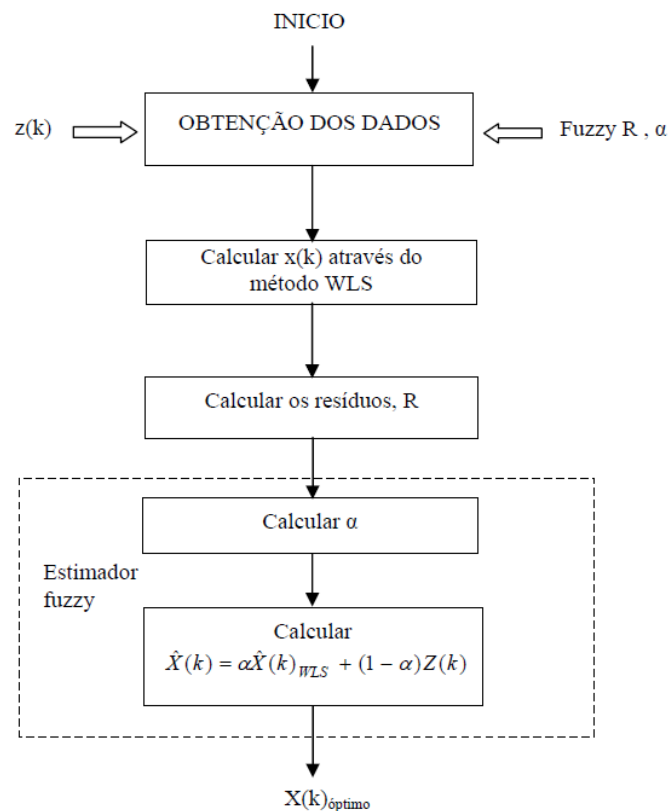 INICIO
z(k)
OBTENÇÃO DOS DADOS
Fuzzy R , α
Calcular x(k) através do
método WLS
Calcular os resíduos, R
Calcular α
Estimador
fuzzy
Calcular
X̂(k) = αX̂(k)WLS + (1 − α)Z(k)
X(k)óptimo